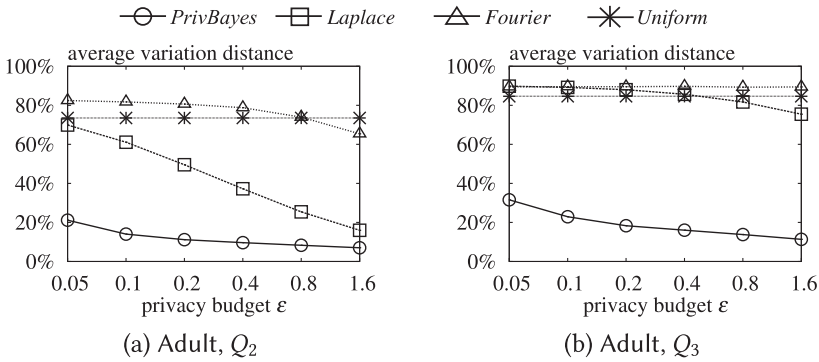 PrivBayes Laplace Fourier Uniform
average variation distance
100%
80%
60%
40%
20%
0%
0.05 0.1 0.2 0.4 0.8 1.6
privacy budget ε
(a) Adult, Q2
average variation distance
100%
80%
60%
40%
20%
0%
0.05 0.1 0.2 0.4 0.8 1.6
privacy budget ε
(b) Adult, Q3